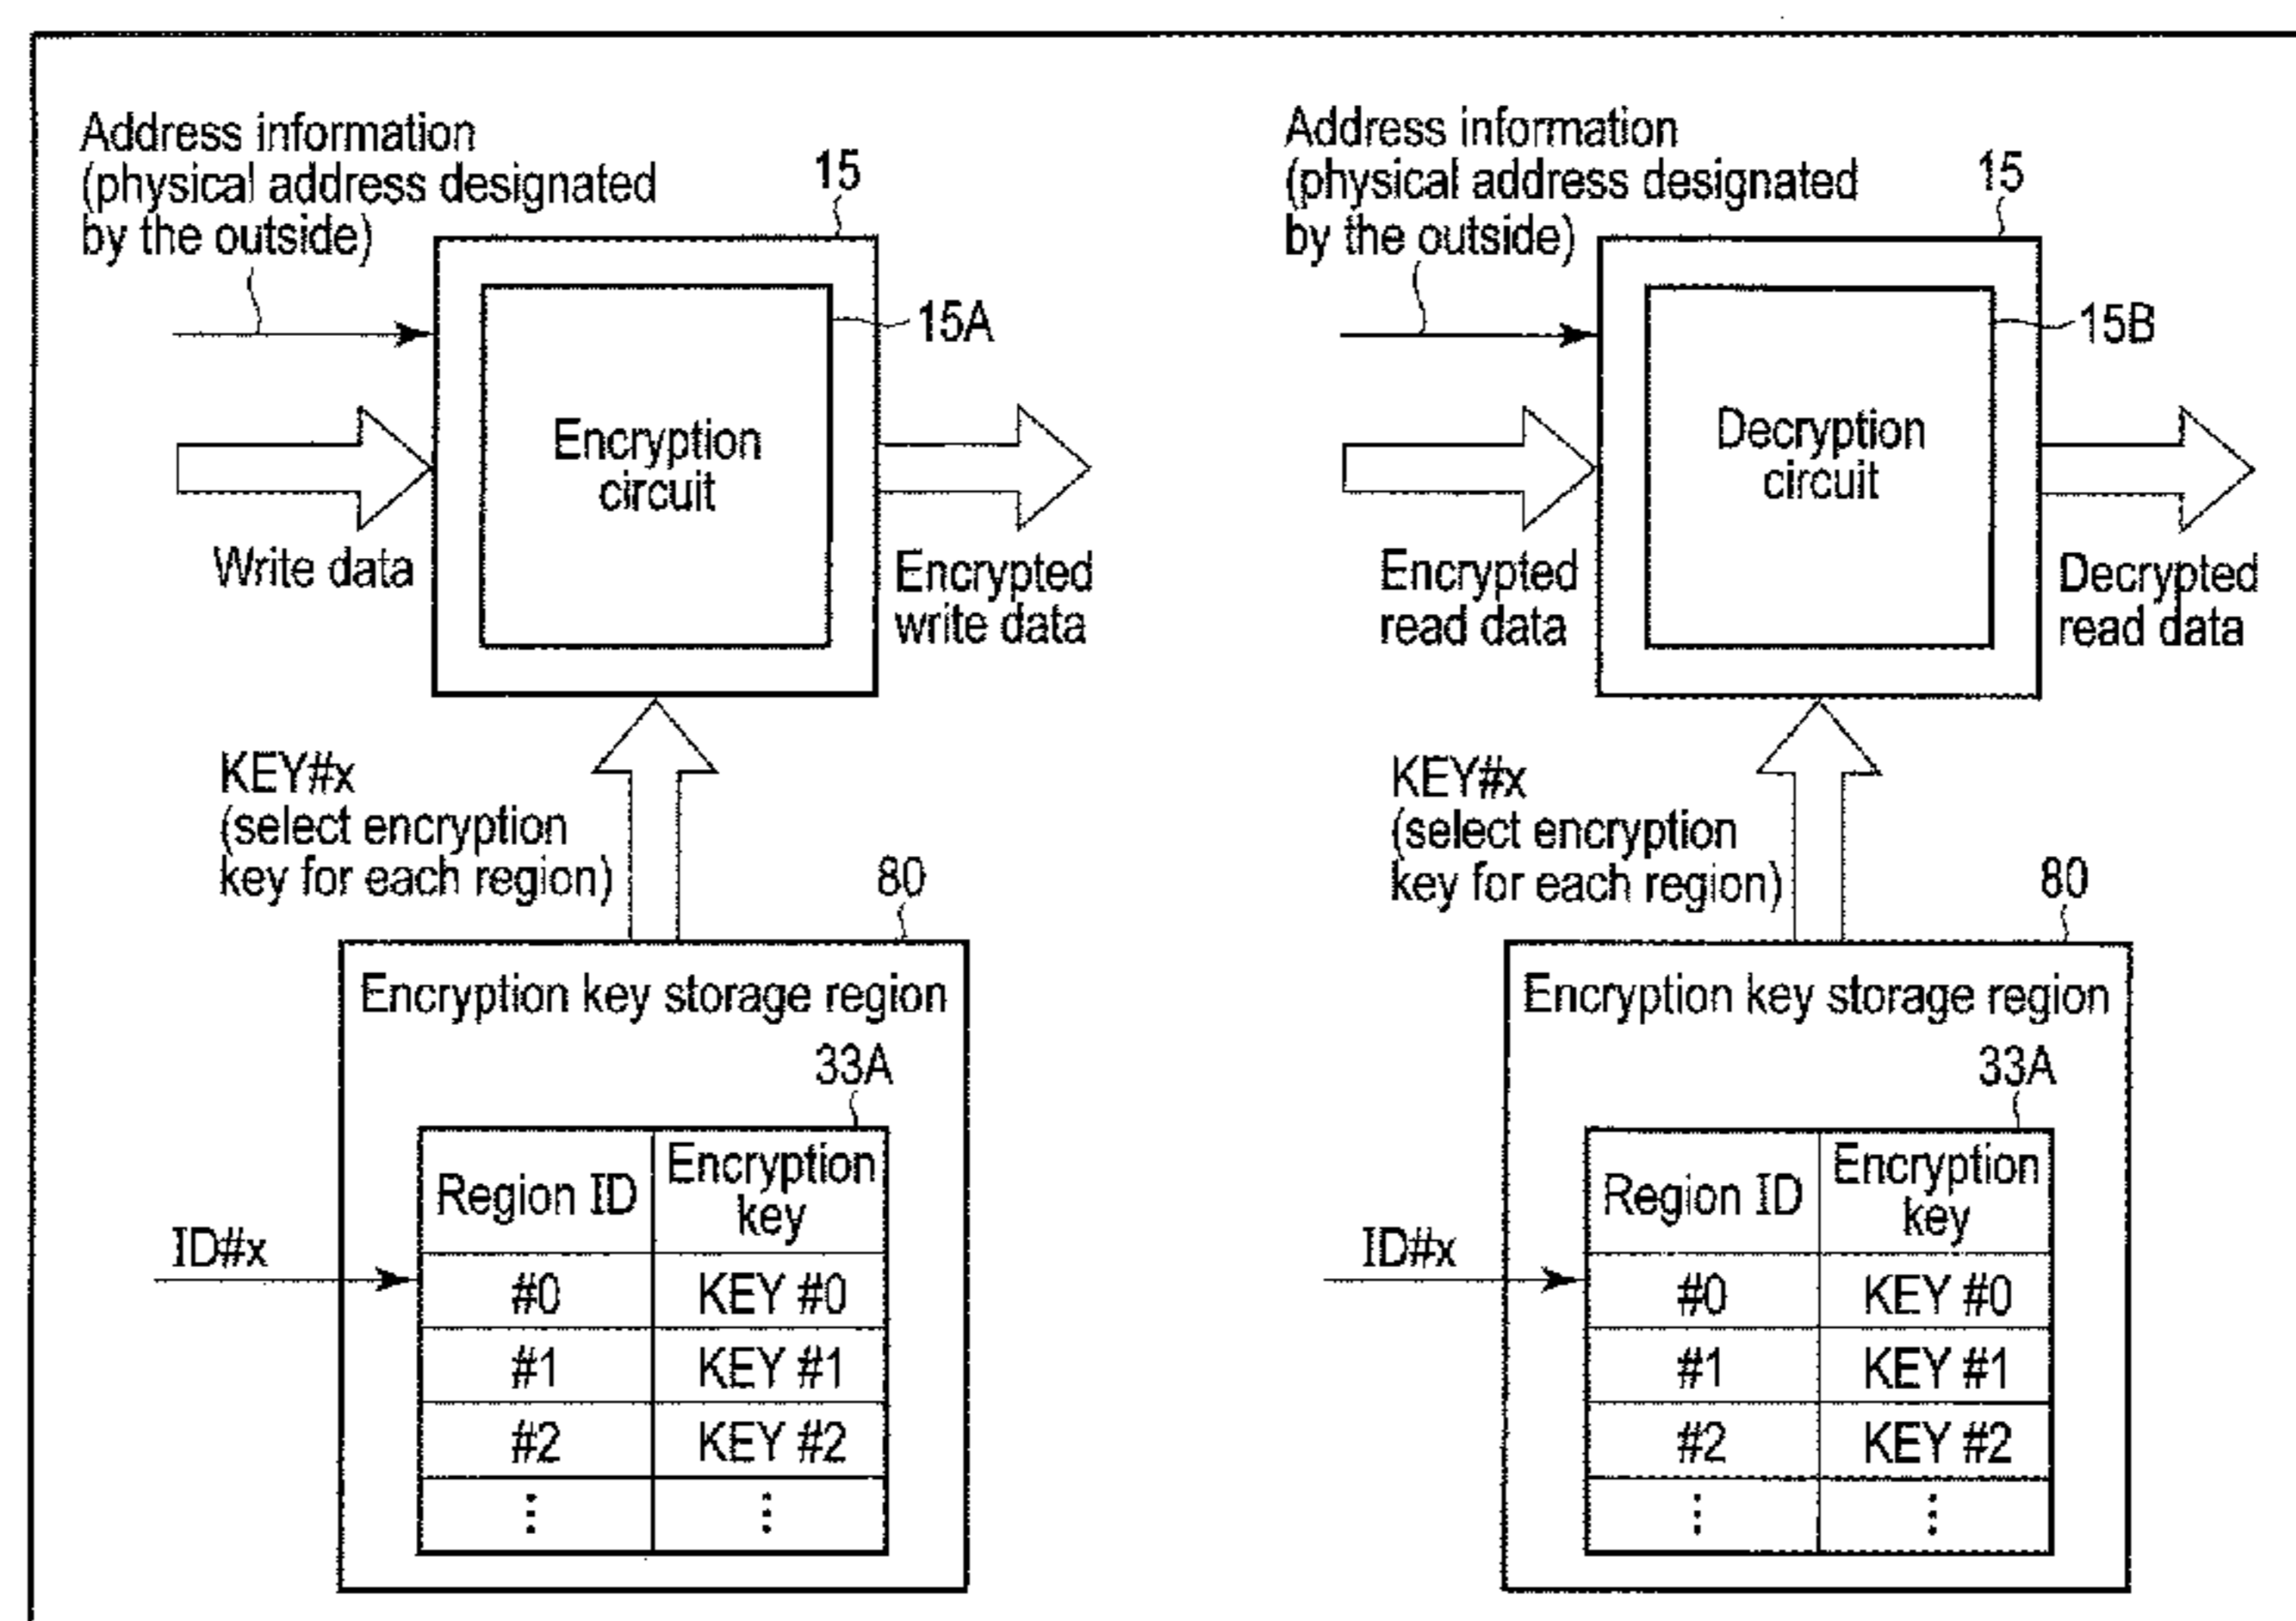 Address information
(physical address designated
by the outside)
15
15A
Encryption
circuit
Write data
Encrypted
write data
KEY#x
(select encryption
key for each region)
80
Encryption key storage region
33A
Region ID
Encryption
key
ID#x
#0
KEY #0
#1
KEY #1
#2
KEY #2
⋮
⋮
Address information
(physical address designated
by the outside)
15
15B
Decryption
circuit
Encrypted
read data
Decrypted
read data
KEY#x
(select encryption
key for each region)
80
Encryption key storage region
33A
Region ID
Encryption
key
ID#x
#0
KEY #0
#1
KEY #1
#2
KEY #2
⋮
⋮